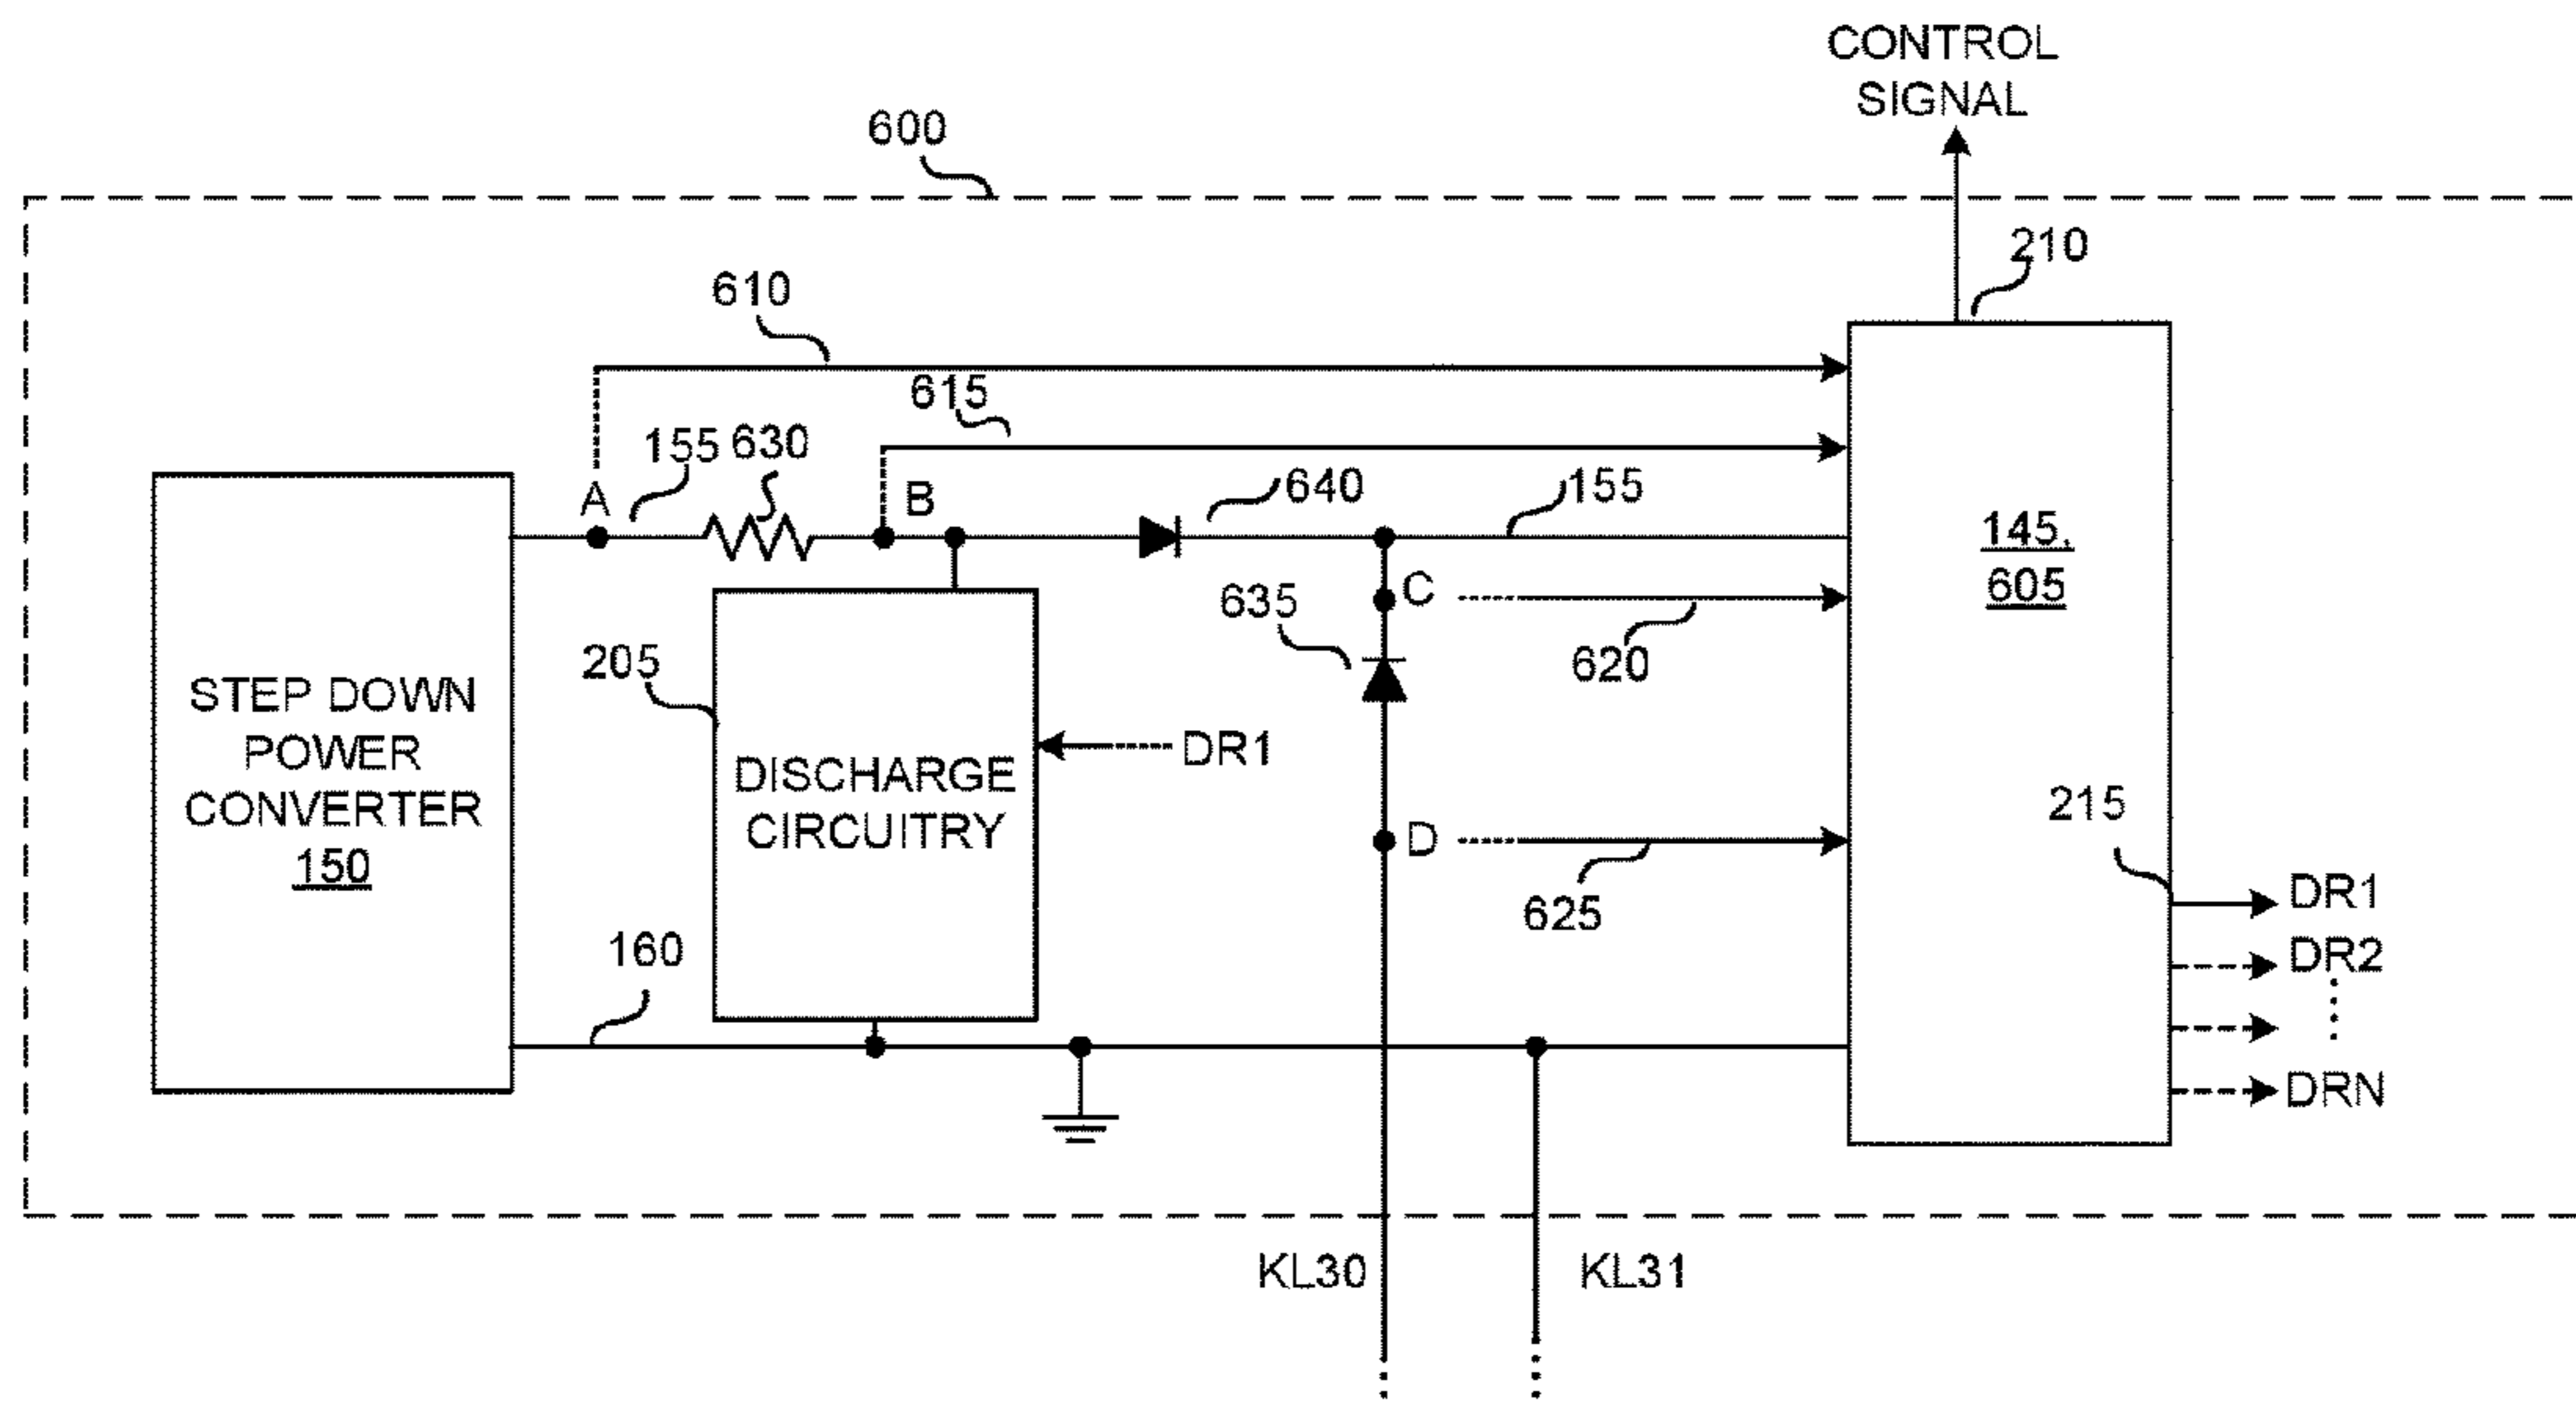 CONTROL
SIGNAL
600
210
610
615
155 630
A
B
640
155
145,
605
C
635
620
205
STEP DOWN
POWER
CONVERTER
150
DISCHARGE
CIRCUITRY
DR1
D
625
215
DR1
DR2
DRN
160
KL30
KL31